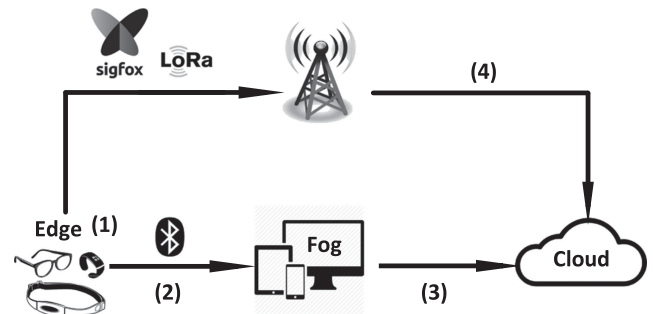 sigfox
LoRa
(4)
Edge (1)
Fog
Cloud
(2)
(3)